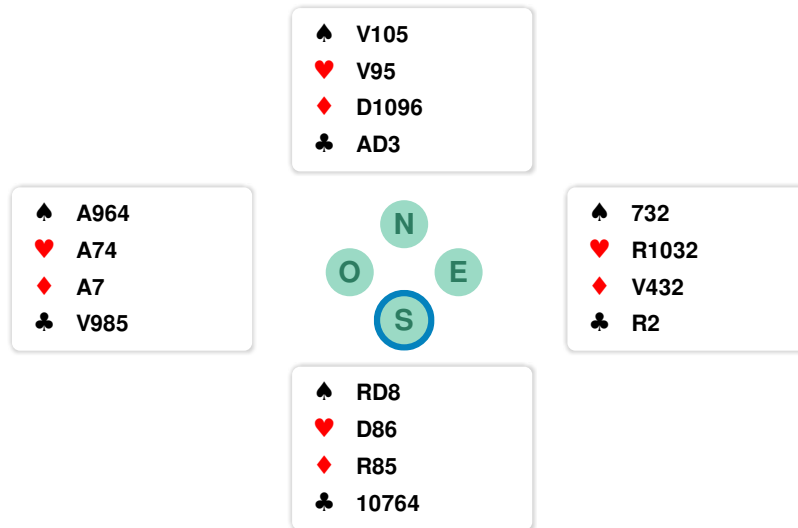 ♠ V105
♥ V95
♦ D1096
♣ AD3
♠ A964
♥ A74
♦ A7
♣ V985
N
O E
S
♠ 732
♥ R1032
♦ V432
♣ R2
♠ RD8
♥ D86
♦ R85
♣ 10764